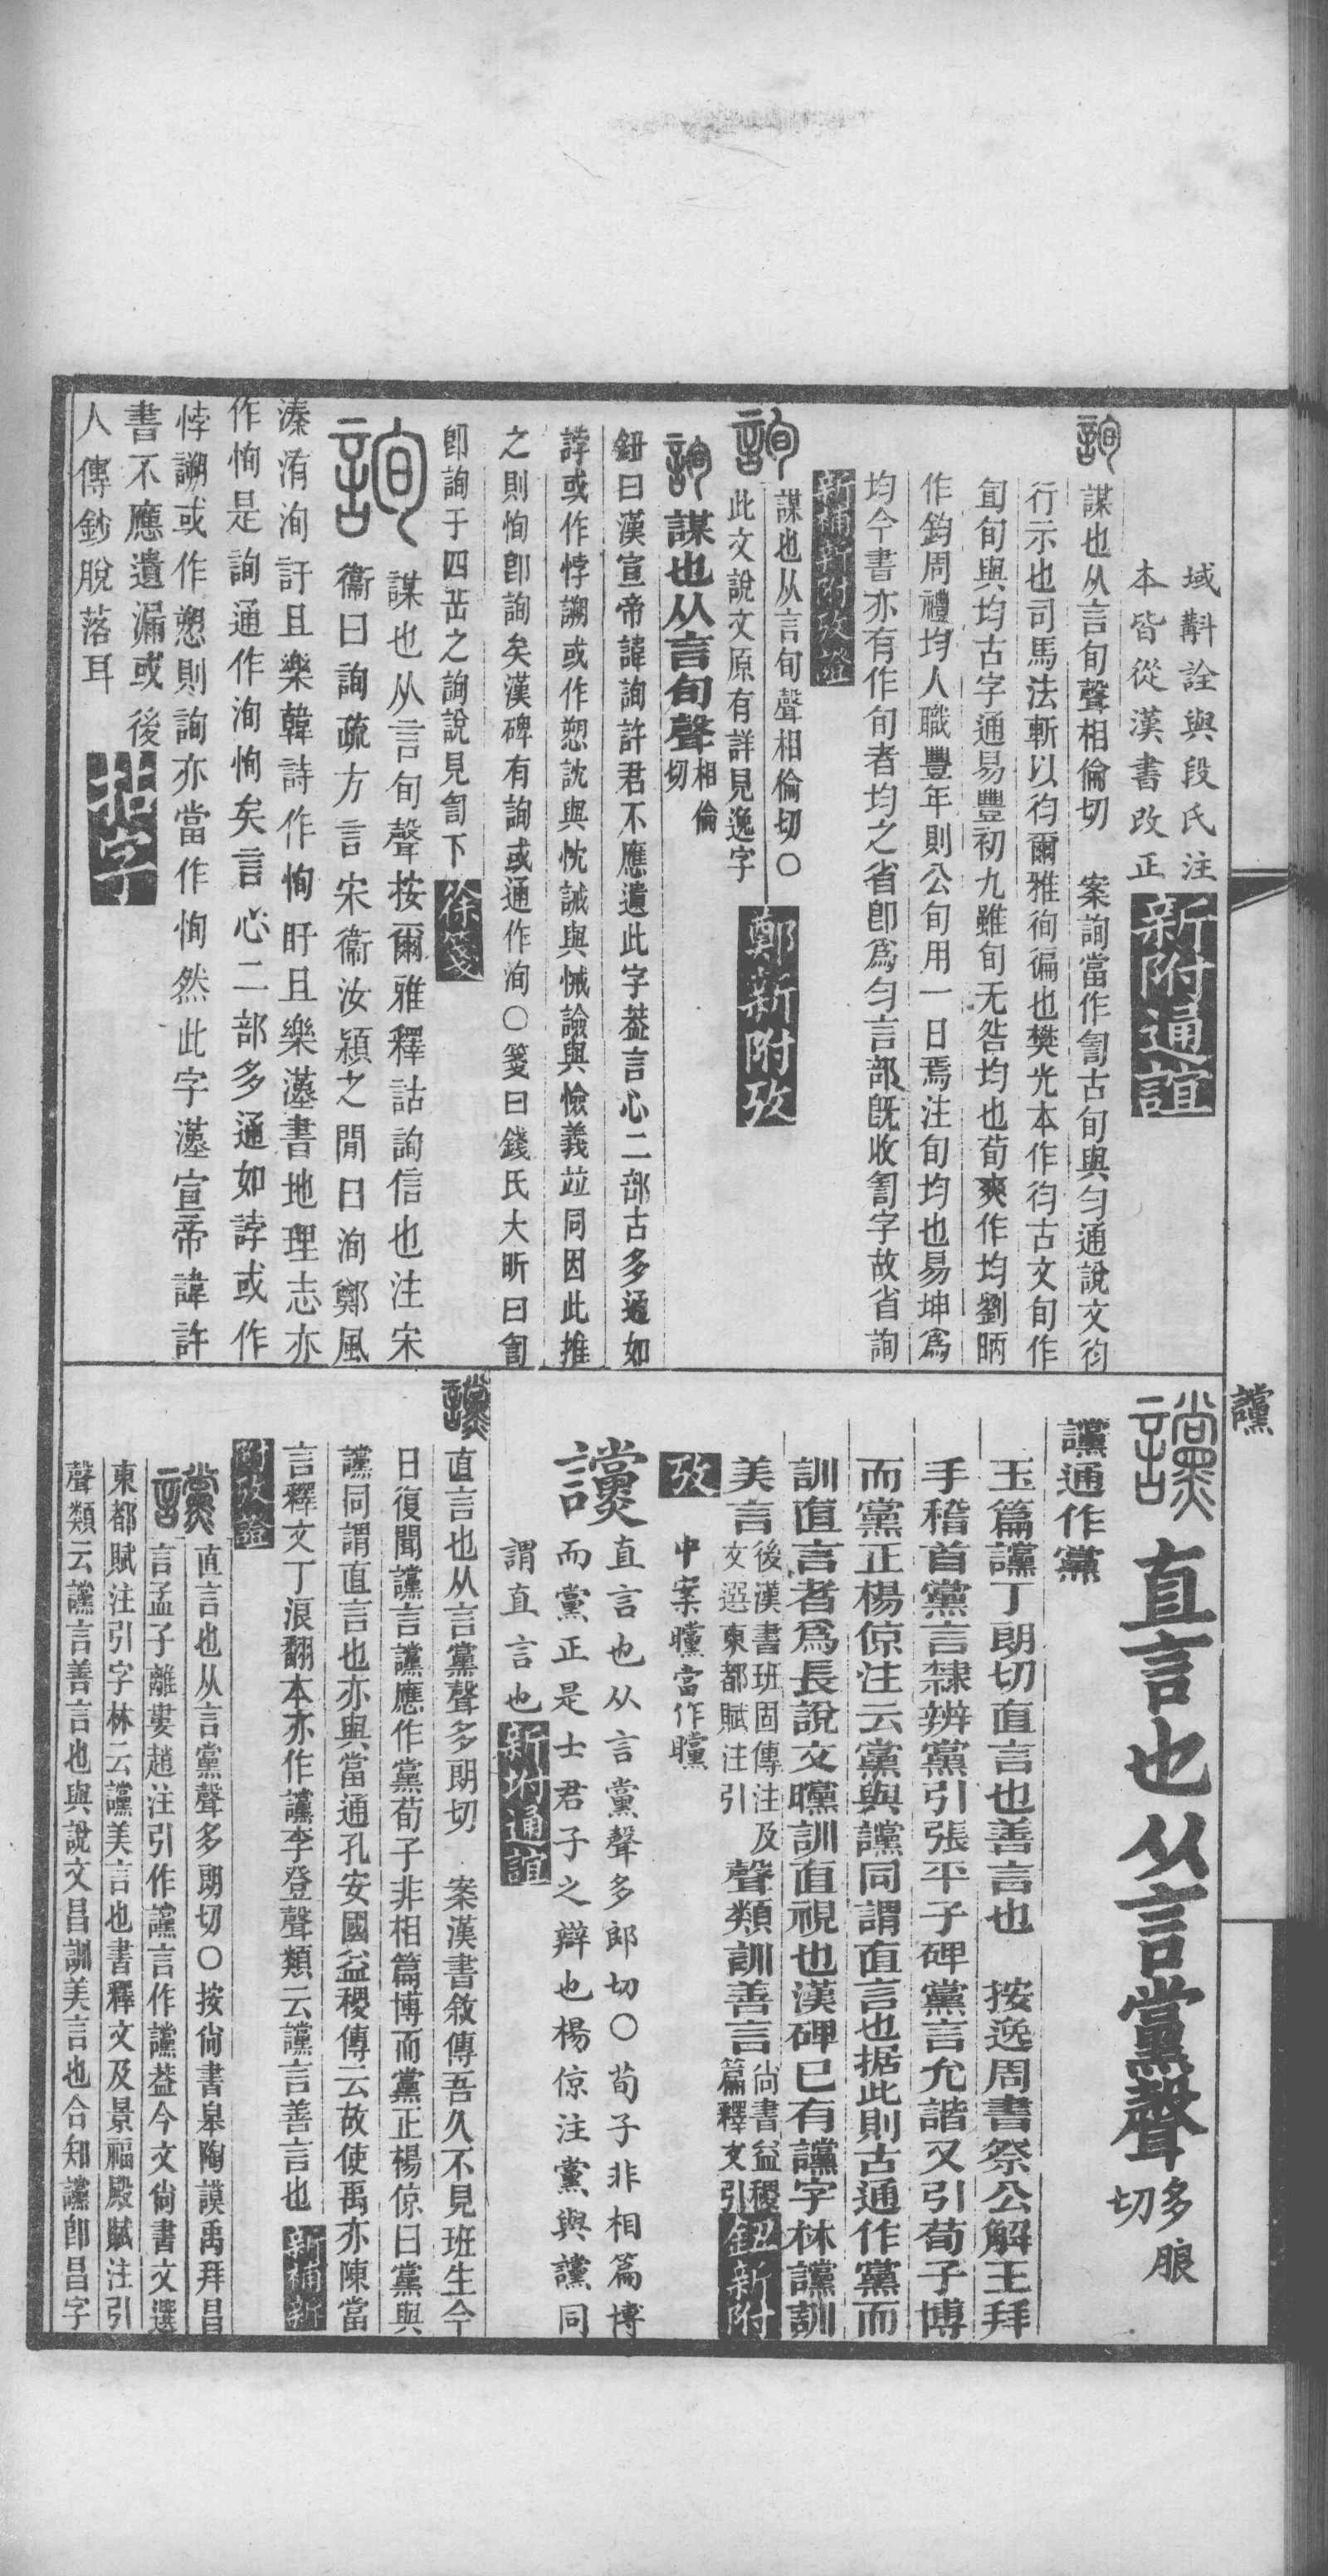 域斠詮與段氏注
本皆從漢書改正
新附通誼
詢
謀也从言旬聲相倫切 案詢當作訇古旬與勻通說文㣙
行示也司馬法斬以㣙爾雅徇徧也樊光本作㣙古文旬作
旬旬與均古字通易豐初九雖旬无咎均也荀爽作均劉昞
作鈞周禮均人職豐年則公旬用一日焉注旬均也易坤爲
均今書亦有作旬者均之省卽爲勻言部旣收訇字故省詢
新補新附攷證
詢
謀也从言旬聲相倫切○
此文說文原有詳見逸字
鄭新附攷
詢謀也从言旬聲相倫切
鈕曰漢宣帝諱詢許君不應遺此字葢言心二部古多通如
誖或作悖謝或作愬訦與忱諴與憾譣與憸義竝同因此推
之則恂卽詢矣漢碑有詢或通作洵○箋曰錢氏大昕曰訇
卽詢于四岳之詢說見訇下
徐箋
詢
謀也从言旬聲按爾雅釋詁詢信也注宋
衞曰詢疏方言宋衞汝潁之閒曰洵鄭風
溱洧洵訏且樂韓詩作恂盱且樂漢書地理志亦
作恂是詢通作洵恂矣言心二部多通如誖或作
悖謝或作愬則詢亦當作恂然此字漢宣帝諱許
書不應遺漏或後
人傳鈔脫落耳
讜
讜直言也从言黨聲多朖切
讜通作黨
玉篇讜丁朗切直言也善言也 按逸周書祭公解王拜
手稽首黨言隸辨黨引張平子碑黨言允諧又引荀子博
而黨正楊倞注云黨與讜同謂直言也据此則古通作黨而
訓直言者爲長說文矘訓直視也漢碑已有讜字林讜訓
美言後漢書班固傳注及文選東都賦注引聲類訓善言尙書益稷篇釋文引
鈕新附攷
中案矘當作矘
讜
直言也从言黨聲多郎切○荀子非相篇博
而黨正是士君子之辯也楊倞注黨與讜同
謂直言也
新附通誼
讜
直言也从言黨聲多朗切 案漢書敘傳吾久不見班生今
日復聞讜言讜應作黨荀子非相篇博而黨正楊倞曰黨與
讜同謂直言也亦與當通孔安國益稷傳云故使禹亦陳當
言釋文丁浪翻本亦作讜李登聲類云讜言善言也
新補新附攷證
讜
直言也从言黨聲多朗切○按尙書皋陶謨禹拜昌
言孟子離婁趙注引作讜言作讜葢今文尙書文選
東都賦注引字林云讜美言也書釋文及景福殿賦注引
聲類云讜言善言也與說文昌訓美言也合知讜卽昌字